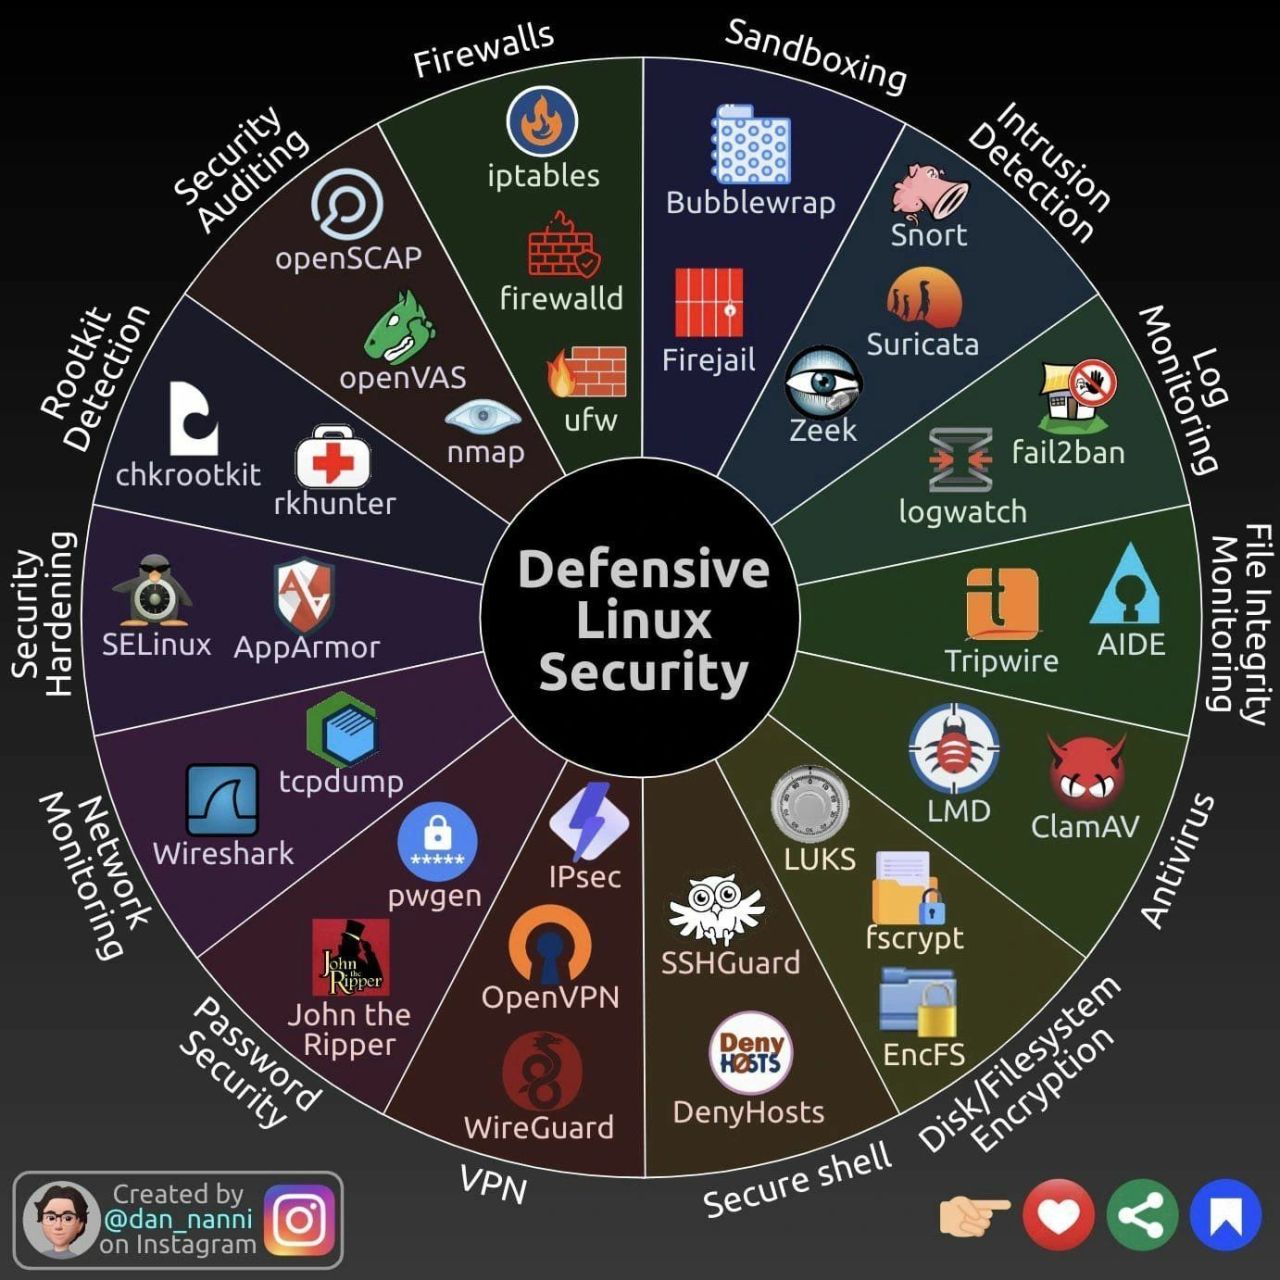 Defensive
Linux
Security
Firewalls
iptables
firewalld
ufw
Sandboxing
Bubblewrap
Firejail
Intrusion
Detection
Snort
Suricata
Zeek
Log
Monitoring
fail2ban
logwatch
File Integrity
Monitoring
Tripwire
AIDE
Antivirus
LMD
ClamAV
Disk/Filesystem
Encryption
LUKS
fscrypt
EncFS
Secure shell
SSHGuard
Deny
HOSTS
DenyHosts
VPN
IPsec
OpenVPN
WireGuard
Password
Security
*****
pwgen
John
the
Ripper
John the
Ripper
Network
Monitoring
tcpdump
Wireshark
Security
Hardening
SELinux
AppArmor
Rootkit
Detection
chkrootkit
rkhunter
Security
Auditing
openSCAP
openVAS
nmap
Created by
@dan_nanni
on Instagram